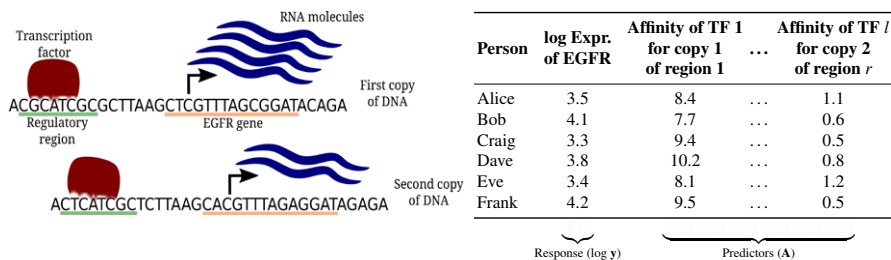 RNA molecules
Transcription
factor
ACGCATCGCGCTTAAGCTCGTTTAGCGGATACAGA
First copy
of DNA
Regulatory
region
EGFR gene
ACTCATCGCTCTTAAGCACGTTTAGAGGATAGAGA
Second copy
of DNA
Person log Expr. of EGFR Affinity of TF 1 for copy 1 of region 1 ... Affinity of TF l for copy 2 of region r
Alice 3.5 8.4 ... 1.1
Bob 4.1 7.7 ... 0.6
Craig 3.3 9.4 ... 0.5
Dave 3.8 10.2 ... 0.8
Eve 3.4 8.1 ... 1.2
Frank 4.2 9.5 ... 0.5
Response (log y) Predictors (A)